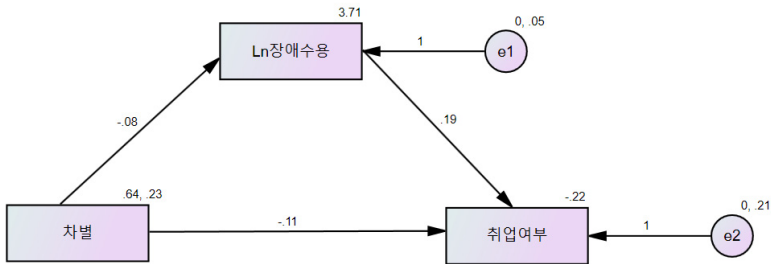 3.71
0, .05
Ln장애수용
1
e1
-.08
.19
.64, .23
-.22
0, .21
차별
-.11
취업여부
1
e2